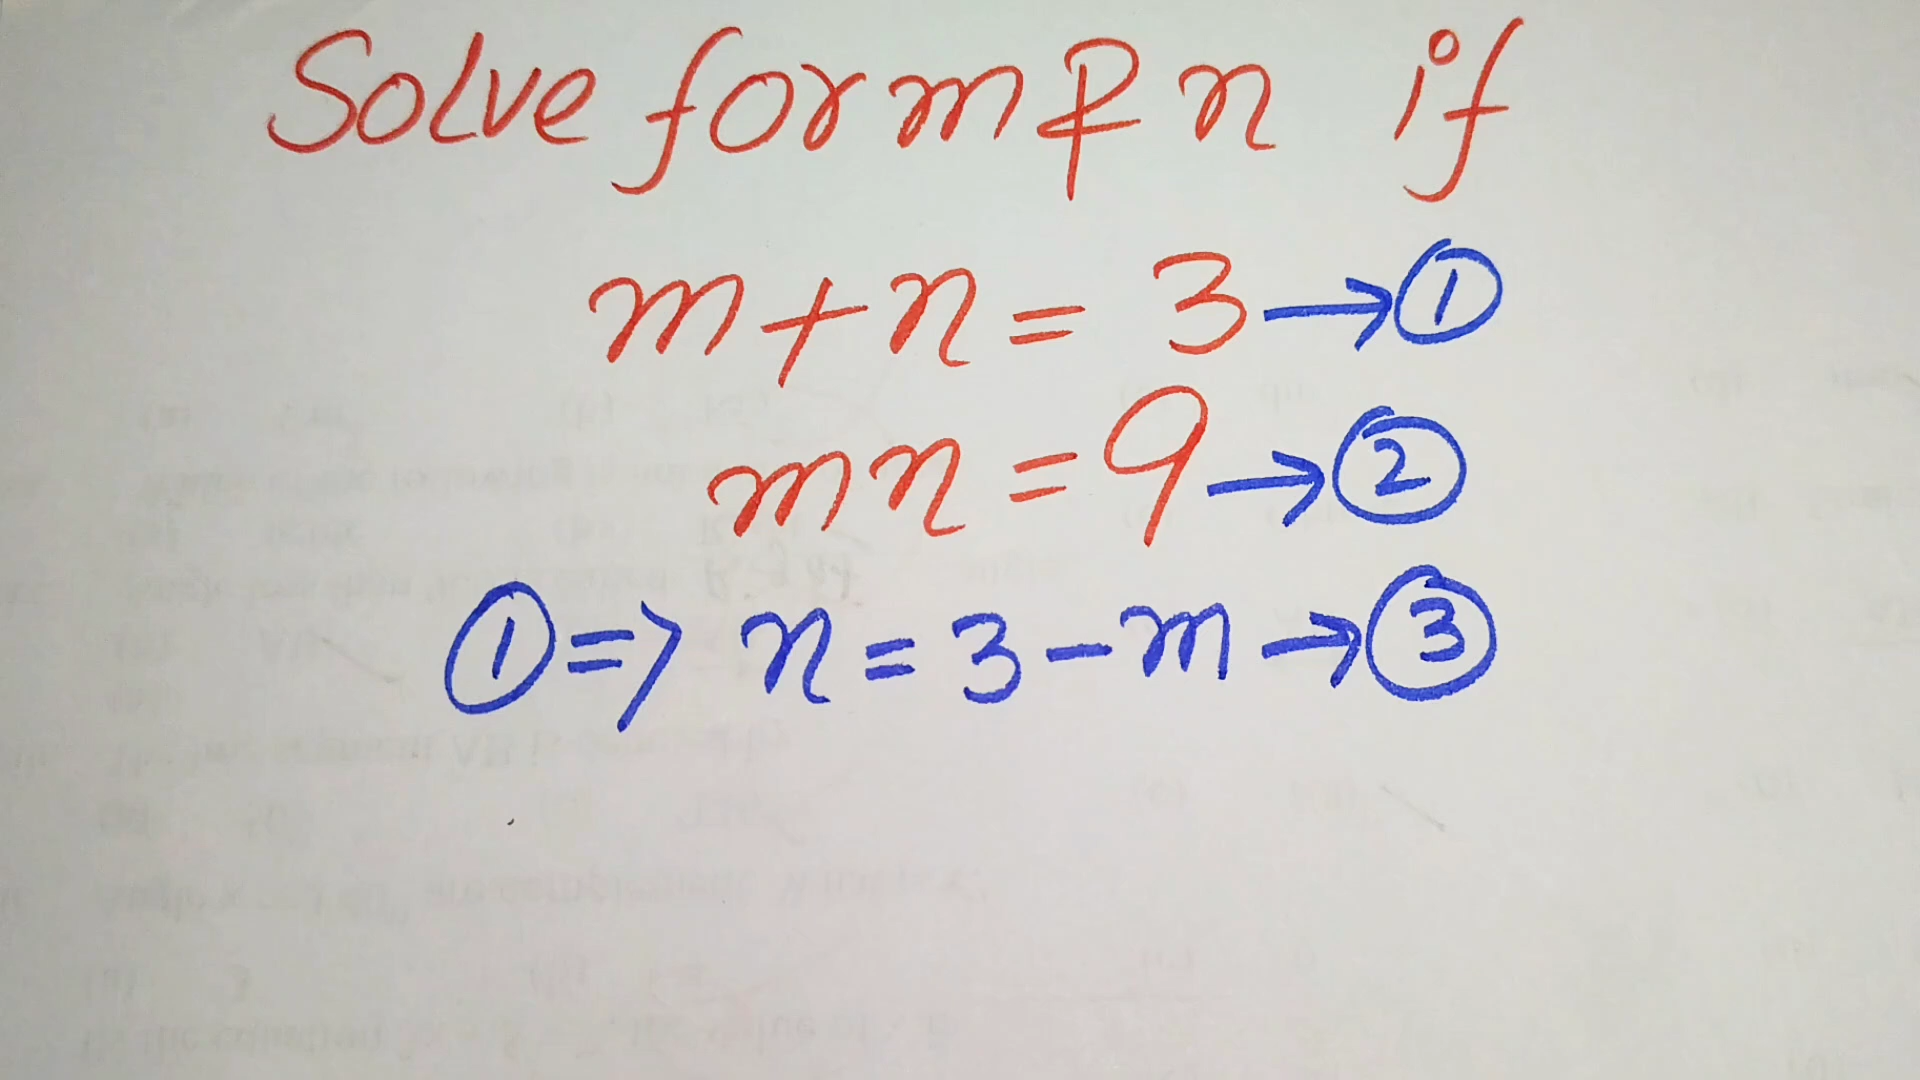 Solve for m & n if
m + n = 3 → ①
mn = 9 → ②
① => n = 3 - m → ③